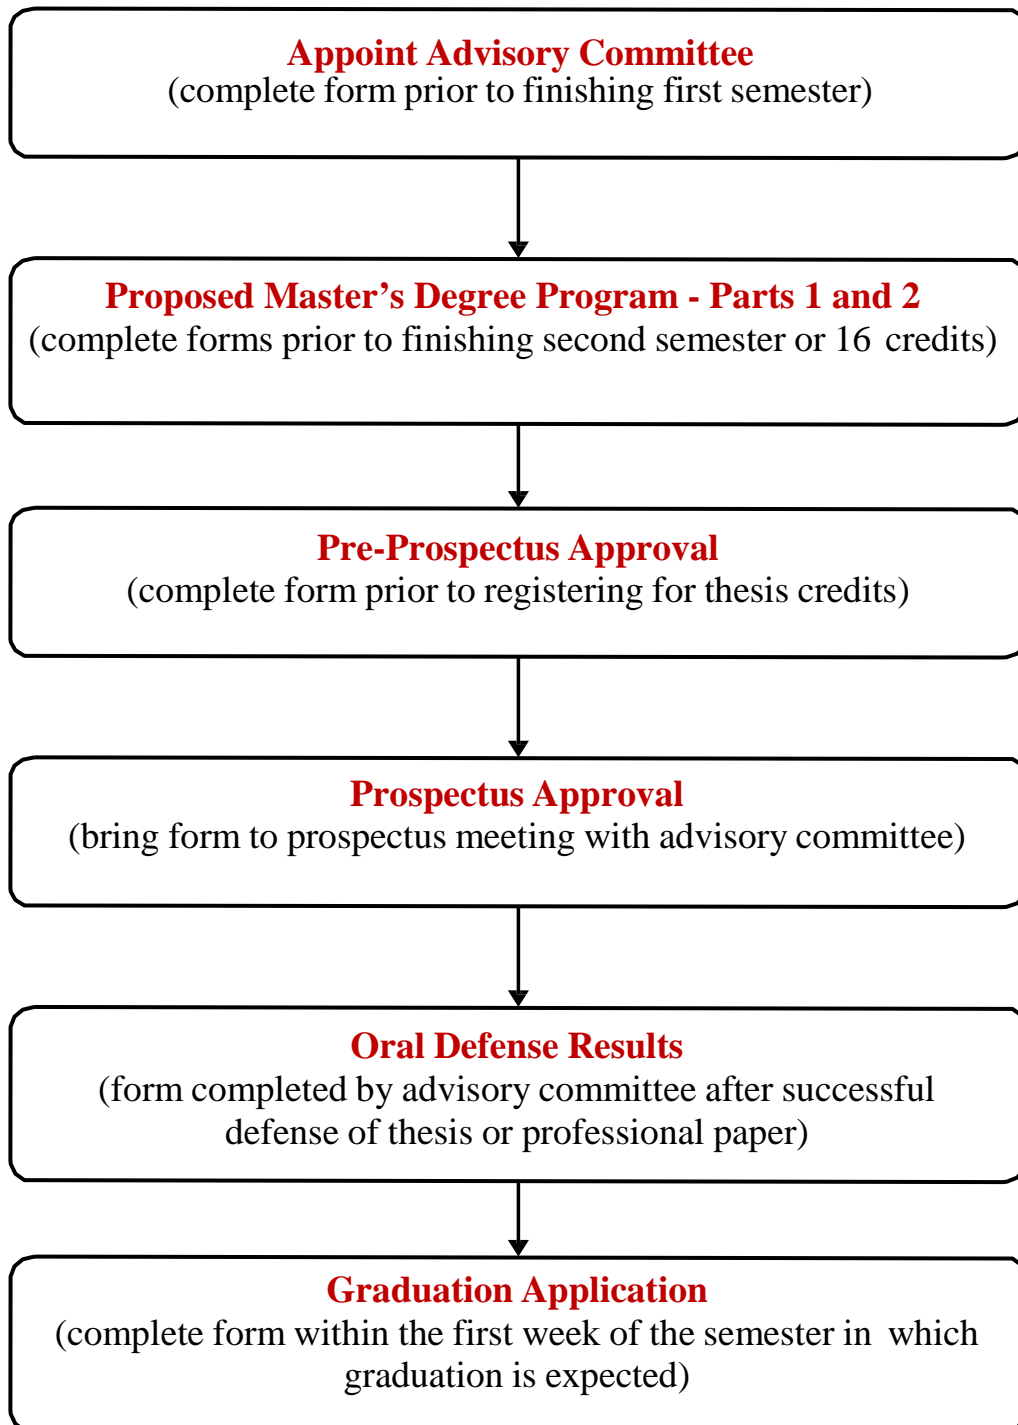 Appoint Advisory Committee
(complete form prior to finishing first semester)
Proposed Master’s Degree Program - Parts 1 and 2
(complete forms prior to finishing second semester or 16 credits)
Pre-Prospectus Approval
(complete form prior to registering for thesis credits)
Prospectus Approval
(bring form to prospectus meeting with advisory committee)
Oral Defense Results
(form completed by advisory committee after successful
defense of thesis or professional paper)
Graduation Application
(complete form within the first week of the semester in which
graduation is expected)